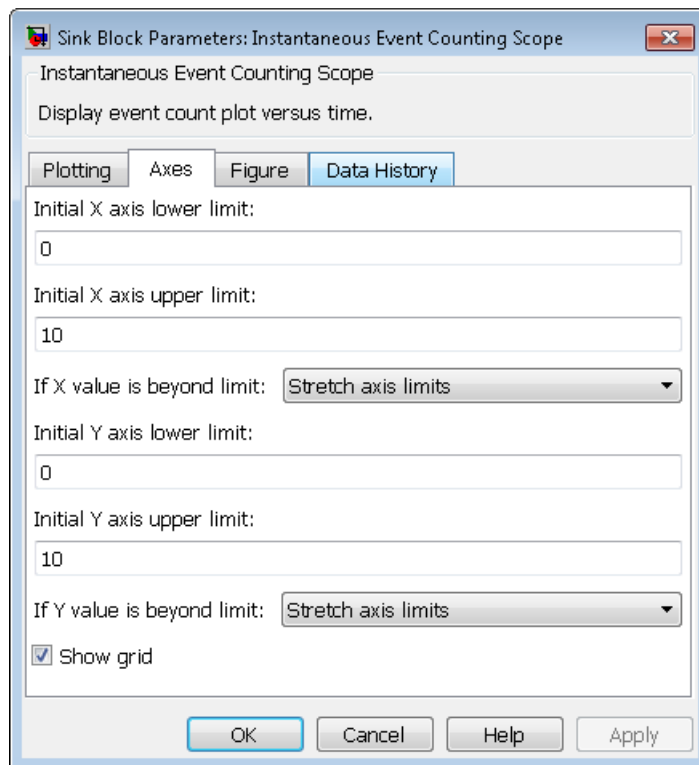 Sink Block Parameters: Instantaneous Event Counting Scope
Instantaneous Event Counting Scope
Display event count plot versus time.
Plotting Axes Figure Data History
Initial X axis lower limit:
0
Initial X axis upper limit:
10
If X value is beyond limit: Stretch axis limits
Initial Y axis lower limit:
0
Initial Y axis upper limit:
10
If Y value is beyond limit: Stretch axis limits
Show grid
OK Cancel Help Apply